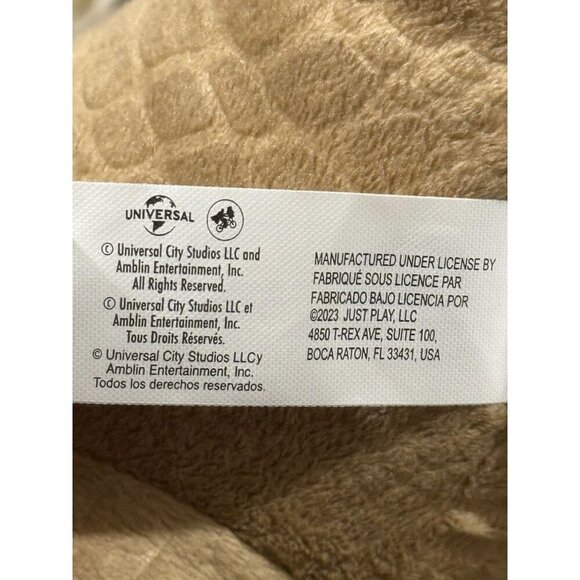 UNIVERSAL
© Universal City Studios LLC and
Amblin Entertainment, Inc.
All Rights Reserved.
© Universal City Studios LLC et
Amblin Entertainment, Inc.
Tous Droits Réservés.
© Universal City Studios LLCy
Amblin Entertainment, Inc.
Todos los derechos reservados.
MANUFACTURED UNDER LICENSE BY
FABRIQUÉ SOUS LICENCE PAR
FABRICADO BAJO LICENCIA POR
©2023 JUST PLAY, LLC
4850 T-REX AVE, SUITE 100,
BOCA RATON, FL 33431, USA